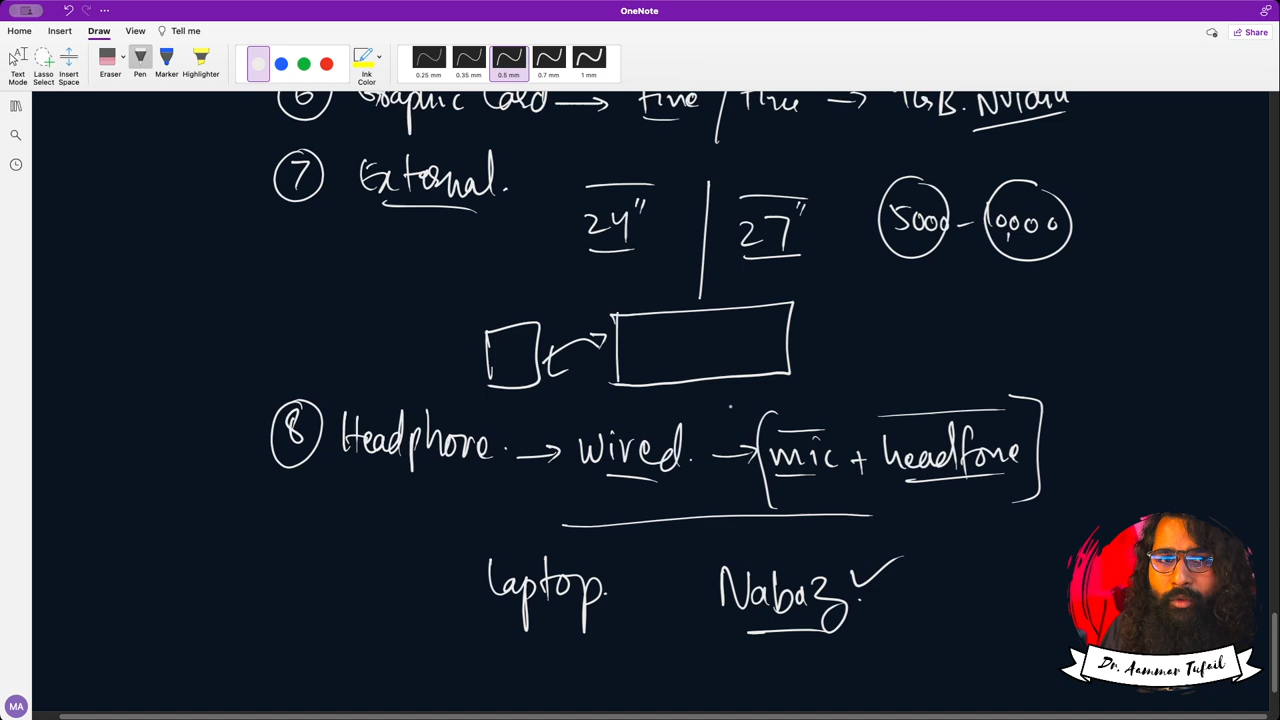 OneNote
Home Insert Draw View Tell me
Share
Text Mode
Lasso Select
Insert Space
Eraser
Pen
Marker
Highlighter
Ink Color
0.25 mm
0.35 mm
0.5 mm
0.7 mm
1 mm
6 Graphic Card → fine / → GB. Nvidia
7 External.
24" 27" 5000 - 10,000
8 Headphone. → wired. → [mic + headfone]
laptop. Nabaz ✓
Dr. Aammar Tufail
MA